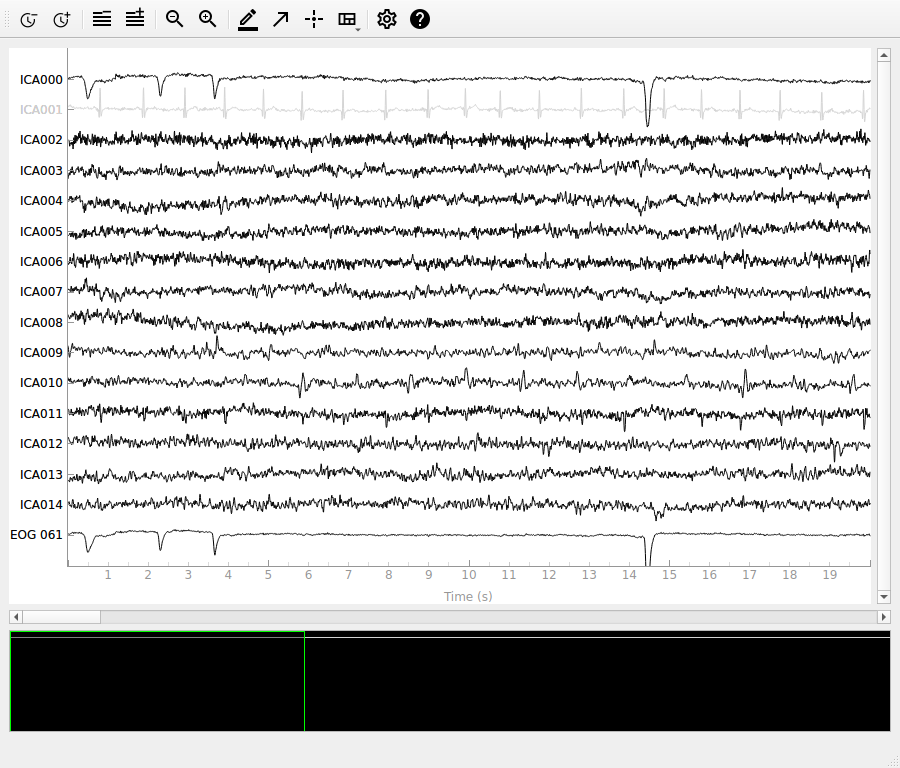 ICA000
ICA001
ICA002
ICA003
ICA004
ICA005
ICA006
ICA007
ICA008
ICA009
ICA010
ICA011
ICA012
ICA013
ICA014
EOG 061
1 2 3 4 5 6 7 8 9 10 11 12 13 14 15 16 17 18 19
Time (s)